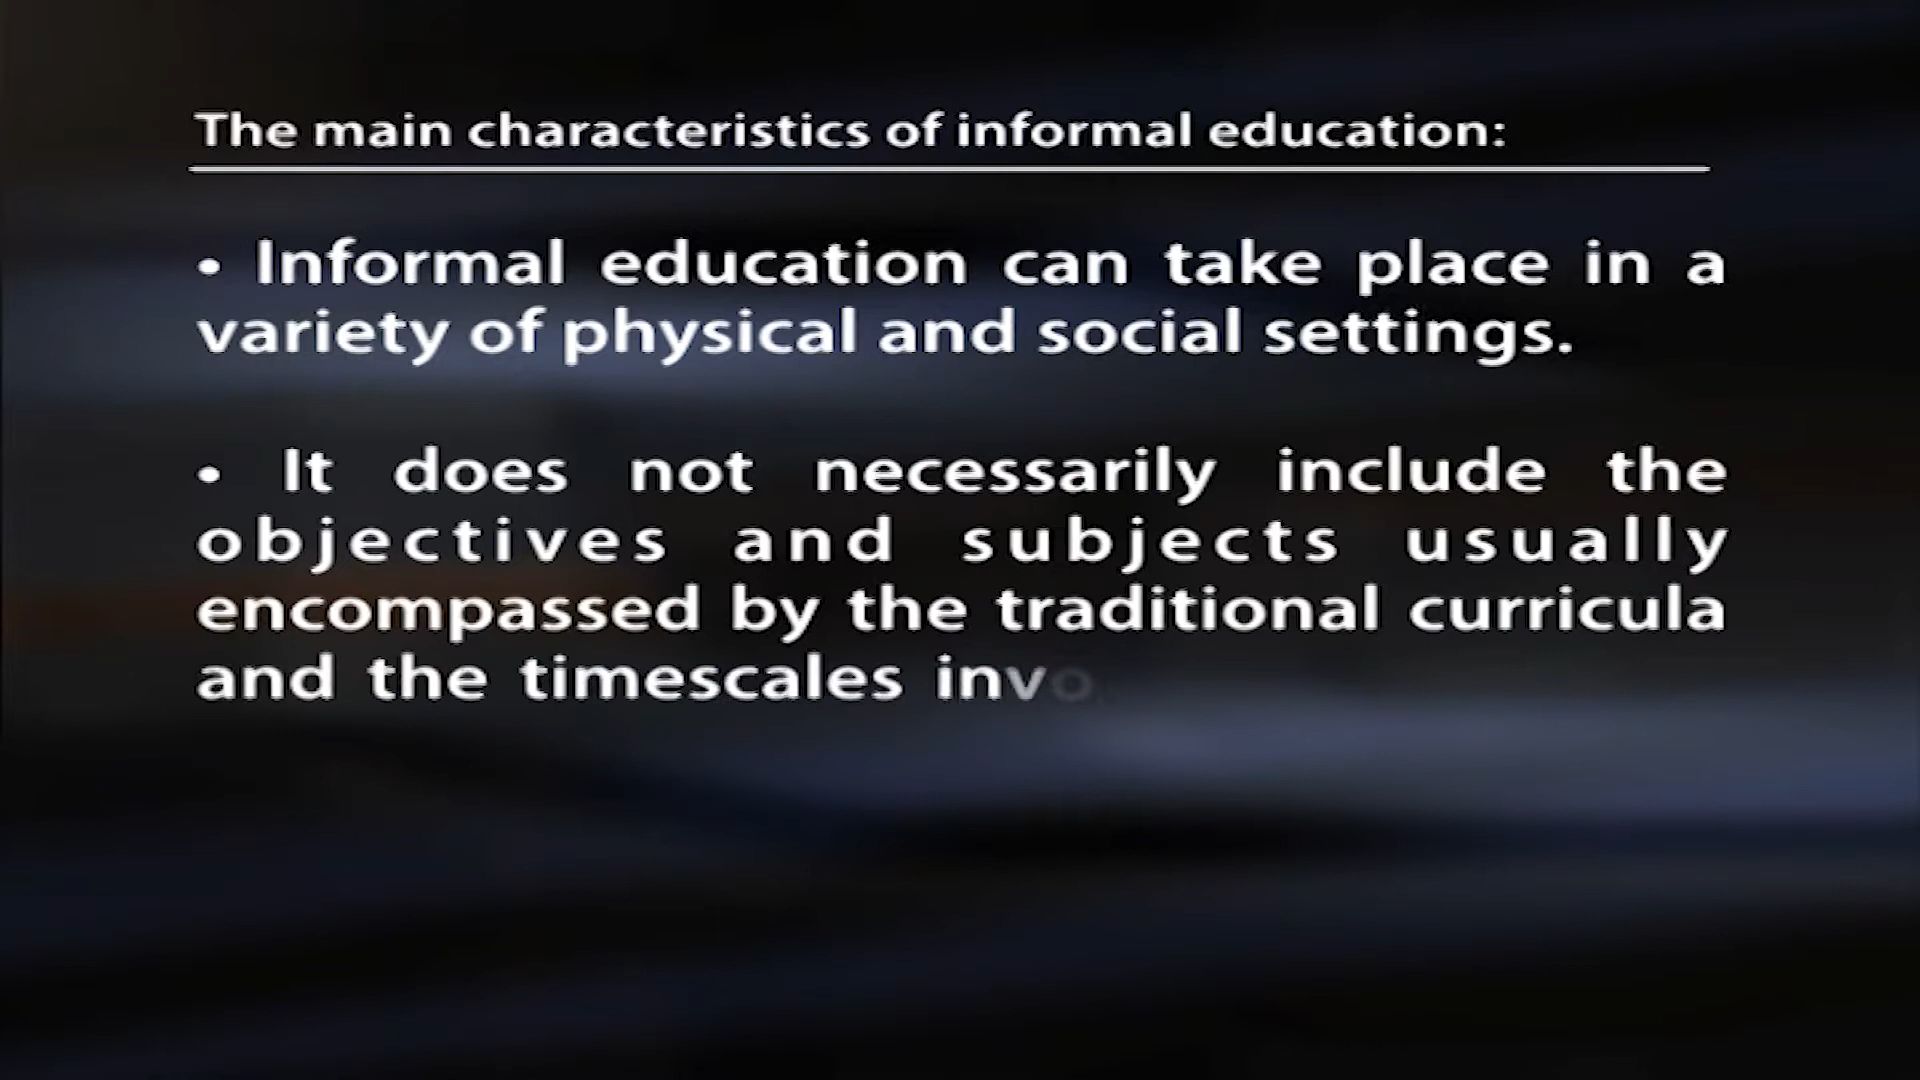 The main characteristics of informal education:
• Informal education can take place in a
variety of physical and social settings.
• It does not necessarily include the
objectives and subjects usually
encompassed by the traditional curricula
and the timescales